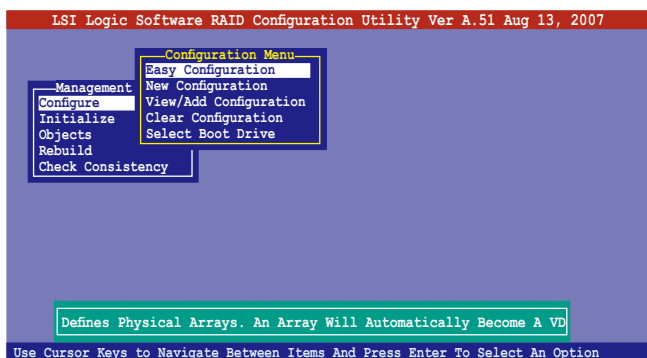 LSI Logic Software RAID Configuration Utility Ver A.51 Aug 13, 2007
Configuration Menu
Easy Configuration
New Configuration
View/Add Configuration
Clear Configuration
Select Boot Drive
Management
Configure
Initialize
Objects
Rebuild
Check Consistency
Defines Physical Arrays. An Array Will Automatically Become A VD
Use Cursor Keys to Navigate Between Items And Press Enter To Select An Option